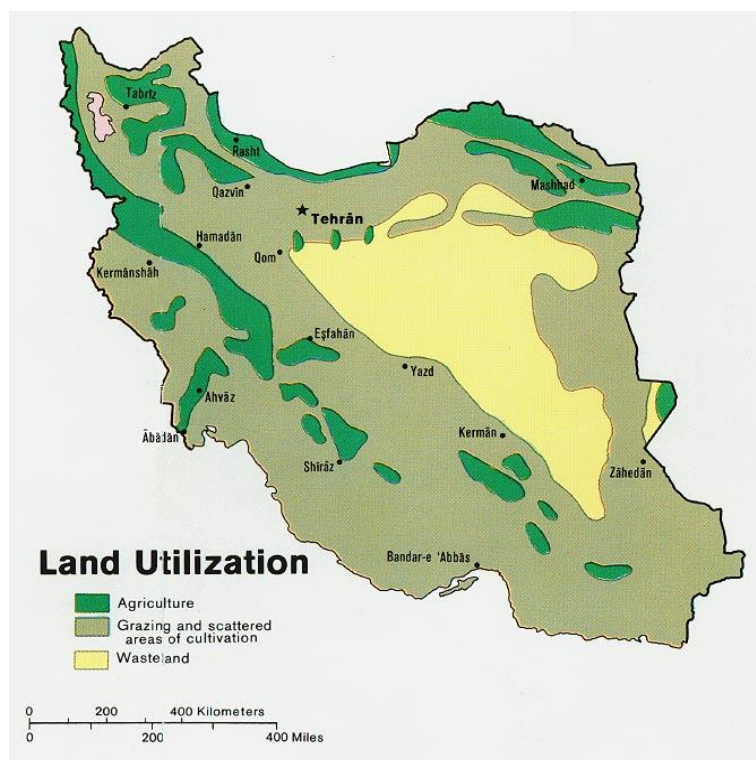 Tabrīz
Rasht
Qazvīn
Mashhad
Tehrān
Hamadān
Qom
Kermānshāh
Eşfahān
Yazd
Ahvāz
Kermān
Ābādān
Shīrāz
Zāhedān
Bandar-e 'Abbās
Land Utilization
Agriculture
Grazing and scattered
areas of cultivation
Wasteland
0 200 400 Kilometers
0 200 400 Miles